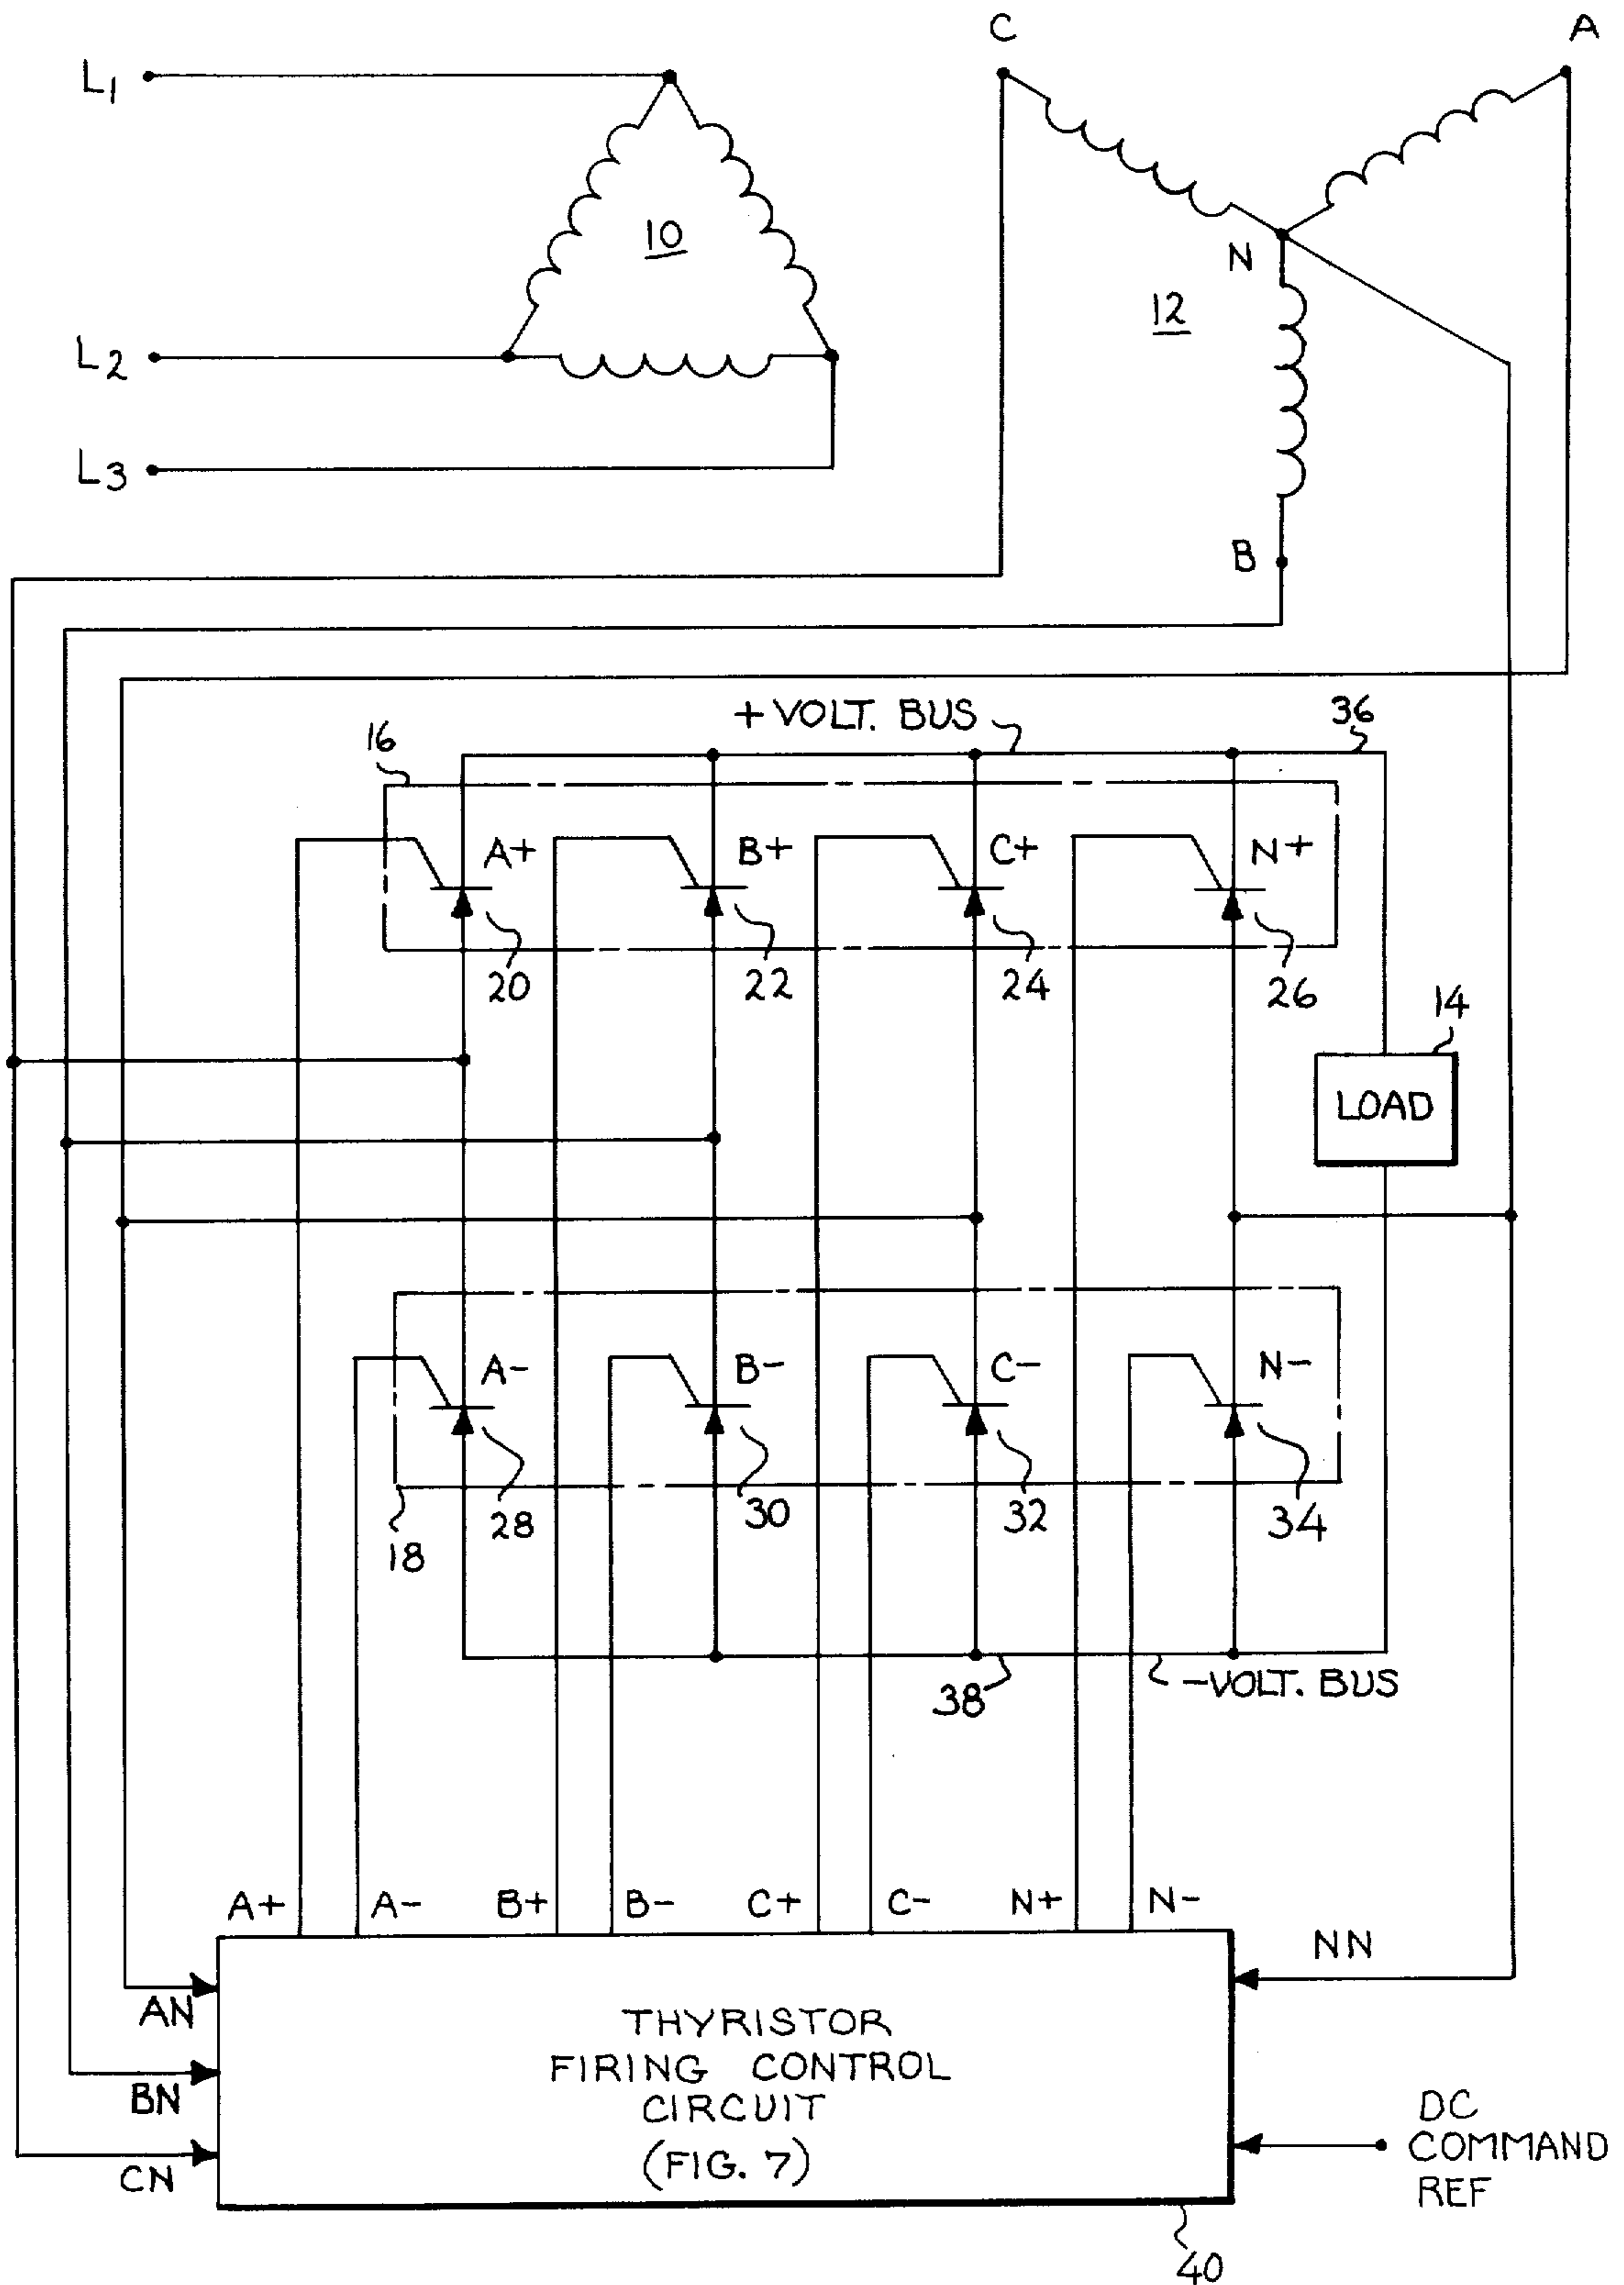 C
A
L1
10
N
L2
12
L3
B
+ VOLT. BUS
36
16
A+
B+
C+
N+
20
22
24
26
14
LOAD
A-
B-
C-
N-
28
30
32
34
18
38
-VOLT. BUS
A+
A-
B+
B-
C+
C-
N+
N-
NN
AN
THYRISTOR
FIRING CONTROL
CIRCUIT
(FIG. 7)
BN
CN
DC
COMMAND
REF
40